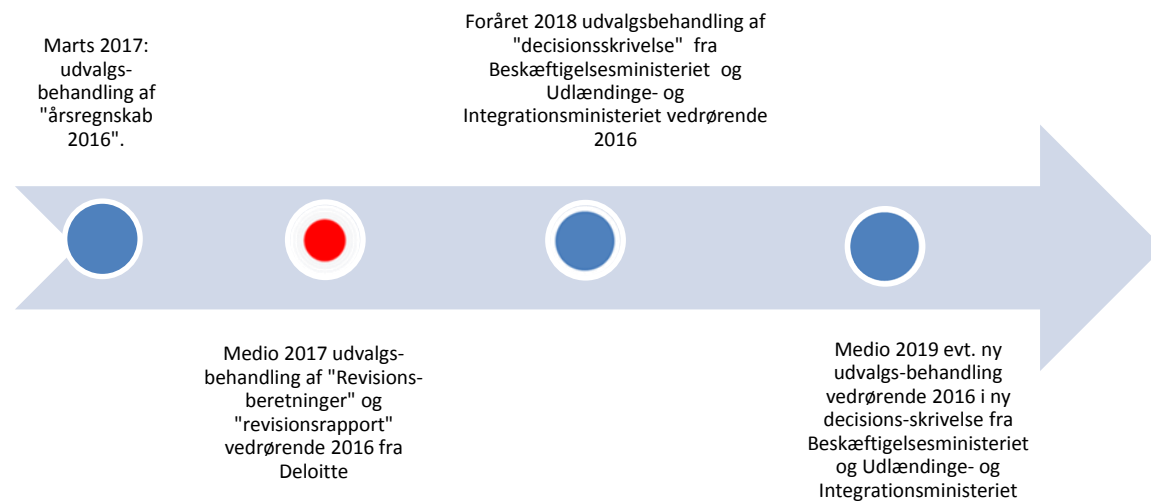 Marts 2017:
udvalgs-
behandling af
"årsregnskab
2016".
Medio 2017 udvalgs-
behandling af "Revisions-
beretninger" og
"revisionsrapport"
vedrørende 2016 fra
Deloitte
Foråret 2018 udvalgsbehandling af
"decisionsskrivelse" fra
Beskæftigelsesministeriet og
Udlændinge- og
Integrationsministeriet vedrørende
2016
Medio 2019 evt. ny
udvalgs-behandling
vedrørende 2016 i ny
decisions-skrivelse fra
Beskæftigelsesministeriet
og Udlændinge- og
Integrationsministeriet